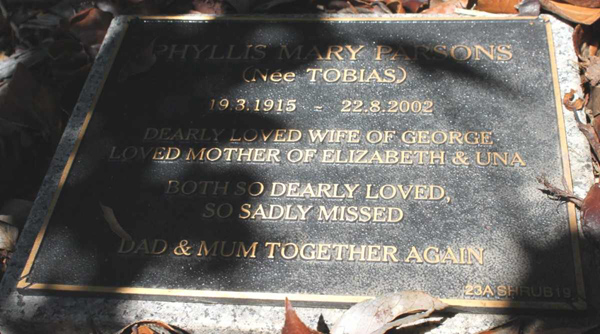 PHYLLIS MARY PARSONS
(Née TOBIAS)
19.3.1915 ~ 22.8.2002
DEARLY LOVED WIFE OF GEORGE
LOVED MOTHER OF ELIZABETH & UNA
BOTH SO DEARLY LOVED,
SO SADLY MISSED
DAD & MUM TOGETHER AGAIN
23A SHRUB 19